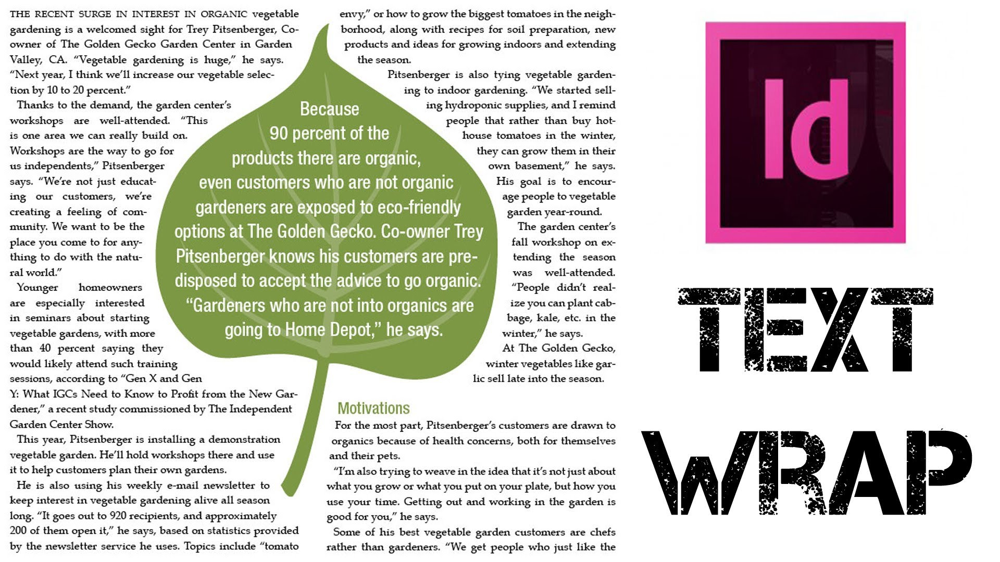 THE RECENT SURGE IN INTEREST IN ORGANIC vegetable
gardening is a welcomed sight for Trey Pitsenberger, Co-
owner of The Golden Gecko Garden Center in Garden
Valley, CA. “Vegetable gardening is huge,” he says.
“Next year, I think we’ll increase our vegetable selec-
tion by 10 to 20 percent.”
Thanks to the demand, the garden center’s
workshops are well-attended. “This
is one area we can really build on.
Workshops are the way to go for
us independents,” Pitsenberger
says. “We’re not just educat-
ing our customers, we’re
creating a feeling of com-
munity. We want to be the
place you come to for any-
thing to do with the natu-
ral world.”
Younger homeowners
are especially interested
in seminars about starting
vegetable gardens, with more
than 40 percent saying they
would likely attend such training
sessions, according to “Gen X and Gen
Y: What IGCs Need to Know to Profit from the New Gar-
dener,” a recent study commissioned by The Independent
Garden Center Show.
This year, Pitsenberger is installing a demonstration
vegetable garden. He’ll hold workshops there and use
it to help customers plan their own gardens.
He is also using his weekly e-mail newsletter to
keep interest in vegetable gardening alive all season
long. “It goes out to 920 recipients, and approximately
200 of them open it,” he says, based on statistics provided
by the newsletter service he uses. Topics include “tomato
Because
90 percent of the
products there are organic,
even customers who are not organic
gardeners are exposed to eco-friendly
options at The Golden Gecko. Co-owner Trey
Pitsenberger knows his customers are pre-
disposed to accept the advice to go organic.
“Gardeners who are not into organics are
going to Home Depot,” he says.
envy,” or how to grow the biggest tomatoes in the neigh-
borhood, along with recipes for soil preparation, new
products and ideas for growing indoors and extending
the season.
Pitsenberger is also tying vegetable garden-
ing to indoor gardening. “We started sell-
ing hydroponic supplies, and I remind
people that rather than buy hot-
house tomatoes in the winter,
they can grow them in their
own basement,” he says.
His goal is to encour-
age people to vegetable
garden year-round.
The garden center’s
fall workshop on ex-
tending the season
was well-attended.
“People didn’t real-
ize you can plant cab-
bage, kale, etc. in the
winter,” he says.
At The Golden Gecko,
winter vegetables like gar-
lic sell late into the season.
Motivations
For the most part, Pitsenberger’s customers are drawn to
organics because of health concerns, both for themselves
and their pets.
“I’m also trying to weave in the idea that it’s not just about
what you grow or what you put on your plate, but how you
use your time. Getting out and working in the garden is
good for you,” he says.
Some of his best vegetable garden customers are chefs
rather than gardeners. “We get people who just like the
Id
TEXT
WRAP